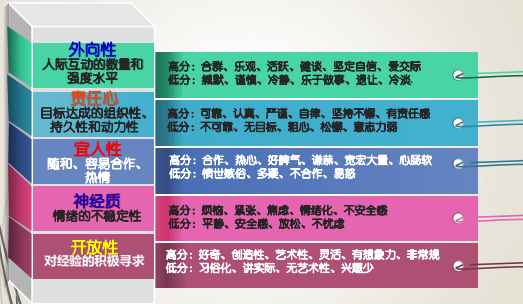 外向性
人际互动的数量和
强度水平
高分：合群、乐观、活跃、健谈、坚定自信、爱交际
低分：缄默、谨慎、冷静、乐于做事、退让、冷淡
责任心
目标达成的组织性、
持久性和动力性
高分：可靠、认真、严谨、自律、坚持不懈、有责任感
低分：不可靠、无目标、粗心、松懈、意志力弱
宜人性
随和、容易合作、
热情
高分：合作、热心、好脾气、谦恭、宽宏大量、心肠软
低分：愤世嫉俗、多疑、不合作、易怒
神经质
情绪的不稳定性
高分：烦恼、紧张、焦虑、情绪化、不安全感
低分：平静、安全感、放松、不忧虑
开放性
对经验的积极寻求
高分：好奇、创造性、艺术性、灵活、有想象力、非常规
低分：习俗化、讲实际、无艺术性、兴趣少